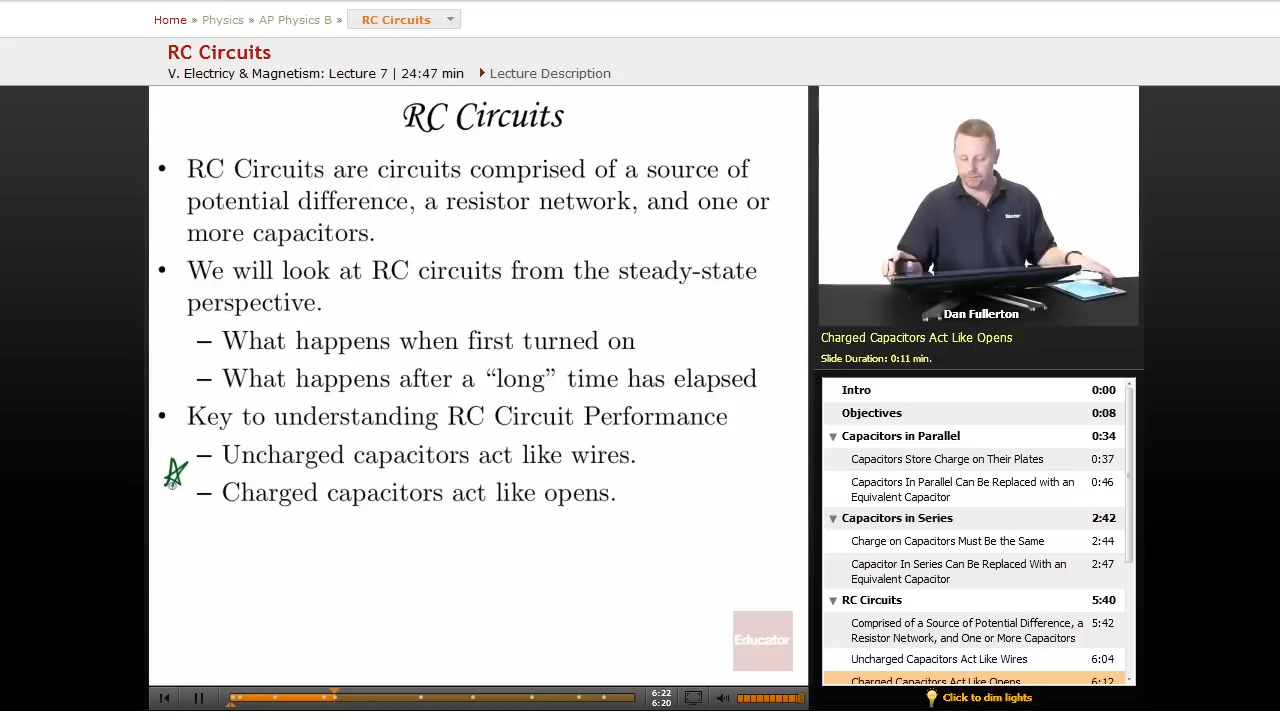 Home » Physics » AP Physics B » RC Circuits
RC Circuits
V. Electricy & Magnetism: Lecture 7 | 24:47 min Lecture Description
RC Circuits
• RC Circuits are circuits comprised of a source of
potential difference, a resistor network, and one or
more capacitors.
• We will look at RC circuits from the steady-state
perspective.
– What happens when first turned on
– What happens after a “long” time has elapsed
• Key to understanding RC Circuit Performance
– Uncharged capacitors act like wires.
– Charged capacitors act like opens.
Educator
6:22
6:20
Educator
Dan Fullerton
Charged Capacitors Act Like Opens
Slide Duration: 0:11 min.
Intro 0:00
Objectives 0:08
Capacitors in Parallel 0:34
Capacitors Store Charge on Their Plates 0:37
Capacitors In Parallel Can Be Replaced with an 0:46
Equivalent Capacitor
Capacitors in Series 2:42
Charge on Capacitors Must Be the Same 2:44
Capacitor In Series Can Be Replaced With an 2:47
Equivalent Capacitor
RC Circuits 5:40
Comprised of a Source of Potential Difference, a 5:42
Resistor Network, and One or More Capacitors
Uncharged Capacitors Act Like Wires 6:04
Charged Capacitors Act Like Opens 6:12
Click to dim lights